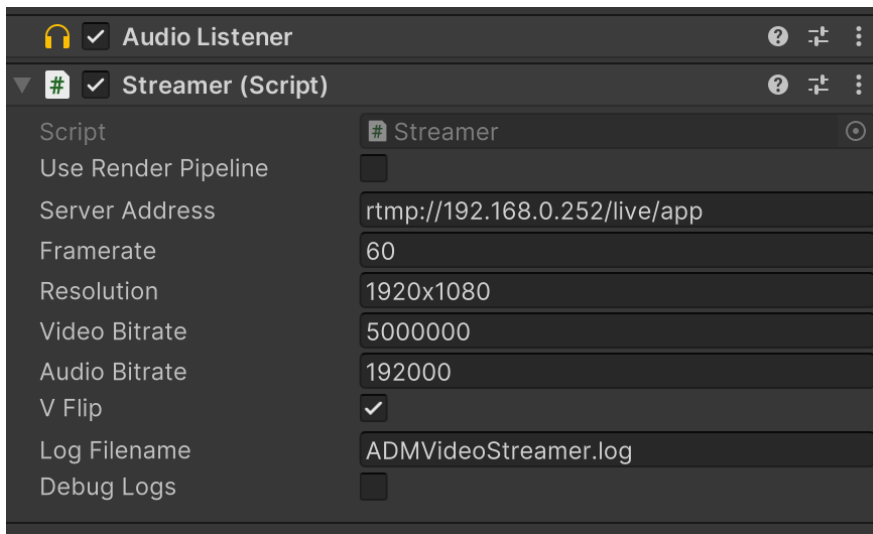 Audio Listener
# Streamer (Script)
Script # Streamer
Use Render Pipeline
Server Address rtmp://192.168.0.252/live/app
Framerate 60
Resolution 1920x1080
Video Bitrate 5000000
Audio Bitrate 192000
V Flip
Log Filename ADMVideoStreamer.log
Debug Logs